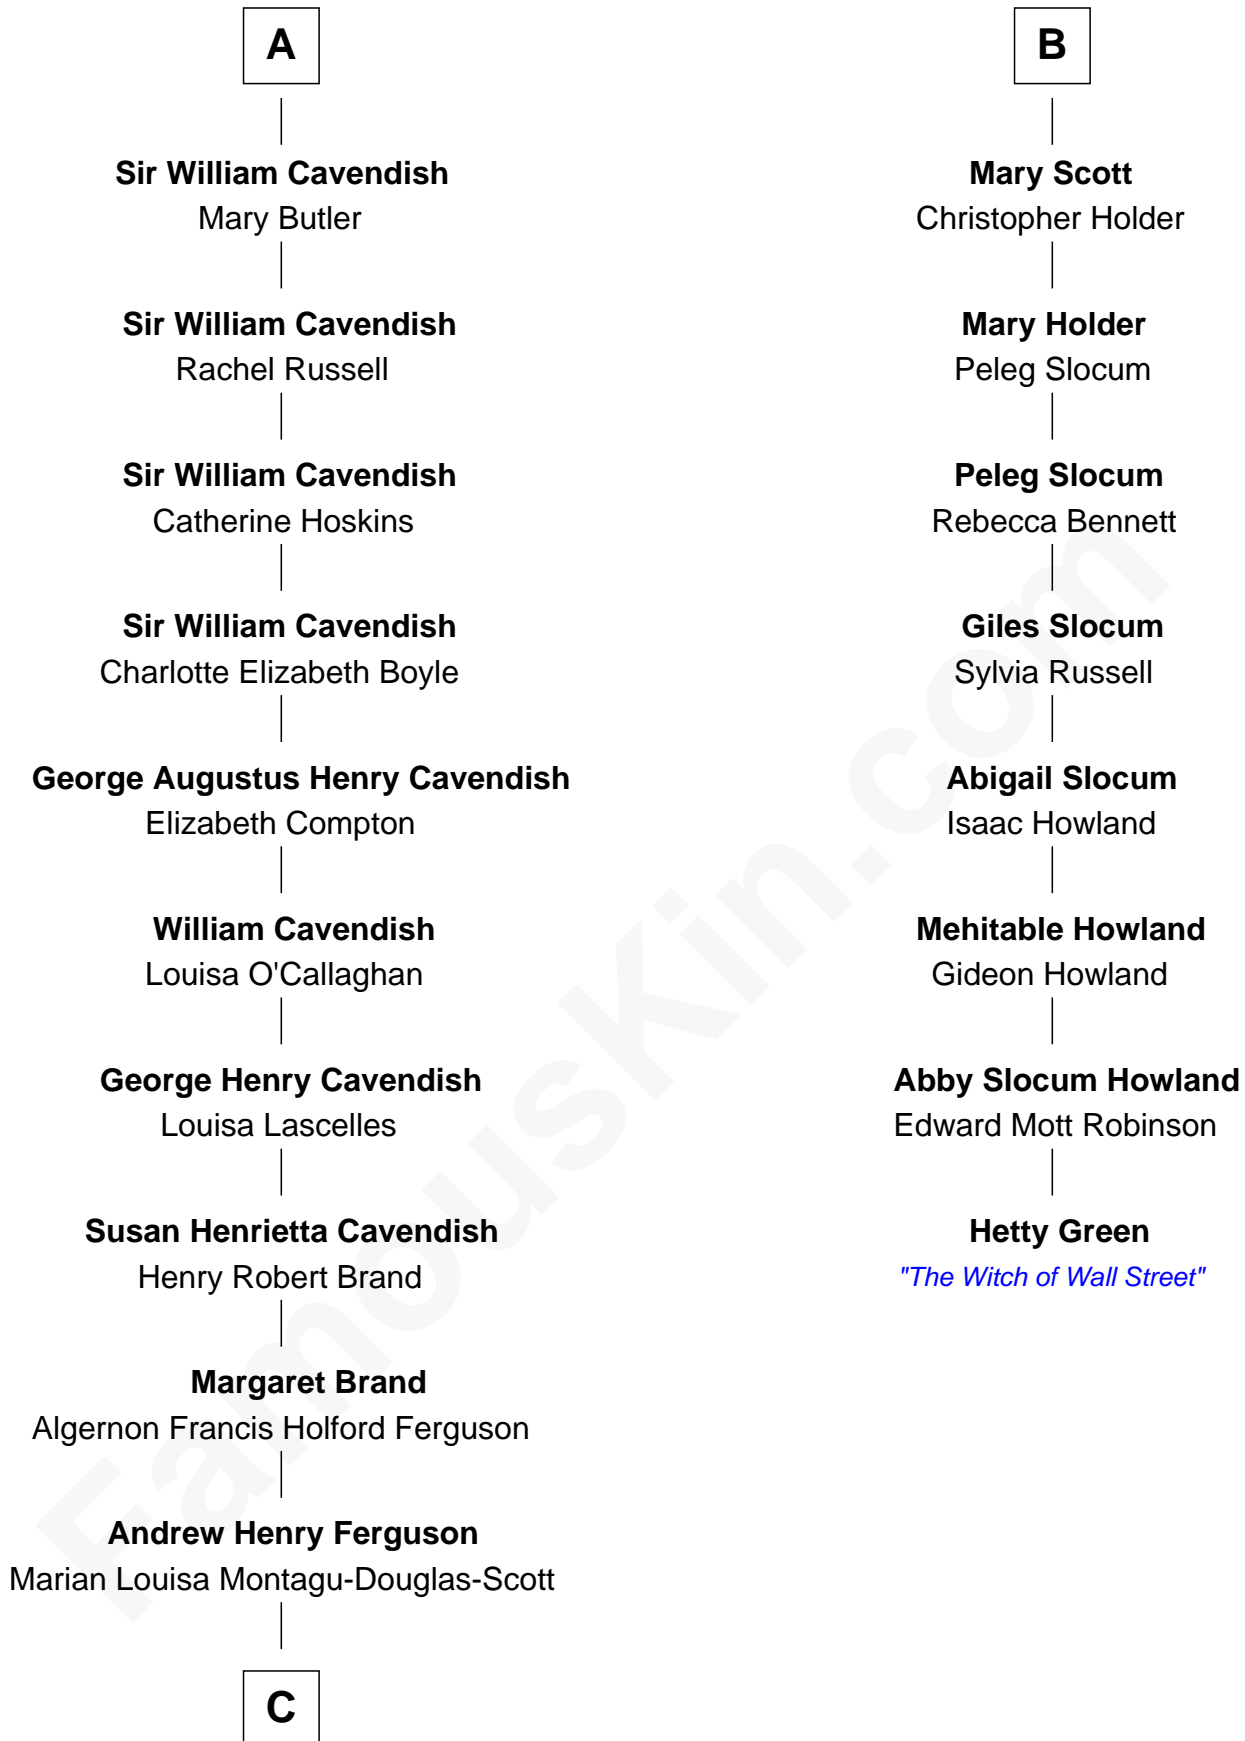 A
Sir William Cavendish
Mary Butler
Sir William Cavendish
Rachel Russell
Sir William Cavendish
Catherine Hoskins
Sir William Cavendish
Charlotte Elizabeth Boyle
George Augustus Henry Cavendish
Elizabeth Compton
William Cavendish
Louisa O'Callaghan
George Henry Cavendish
Louisa Lascelles
Susan Henrietta Cavendish
Henry Robert Brand
Margaret Brand
Algernon Francis Holford Ferguson
Andrew Henry Ferguson
Marian Louisa Montagu-Douglas-Scott
C
B
Mary Scott
Christopher Holder
Mary Holder
Peleg Slocum
Peleg Slocum
Rebecca Bennett
Giles Slocum
Sylvia Russell
Abigail Slocum
Isaac Howland
Mehitable Howland
Gideon Howland
Abby Slocum Howland
Edward Mott Robinson
Hetty Green
"The Witch of Wall Street"
FamousKin.com